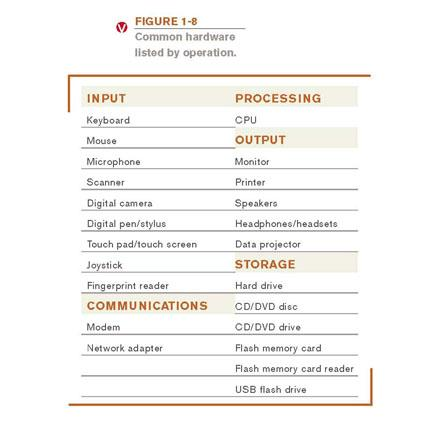 FIGURE 1-8
Common hardware
listed by operation.
INPUT
Keyboard
Mouse
Microphone
Scanner
Digital camera
Digital pen/stylus
Touch pad/touch screen
Joystick
Fingerprint reader
COMMUNICATIONS
Modem
Network adapter
PROCESSING
CPU
OUTPUT
Monitor
Printer
Speakers
Headphones/headsets
Data projector
STORAGE
Hard drive
CD/DVD disc
CD/DVD drive
Flash memory card
Flash memory card reader
USB flash drive